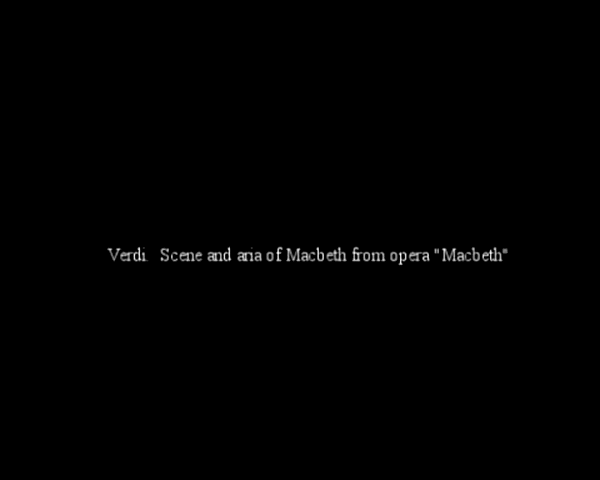 Verdi. Scene and aria of Macbeth from opera "Macbeth"